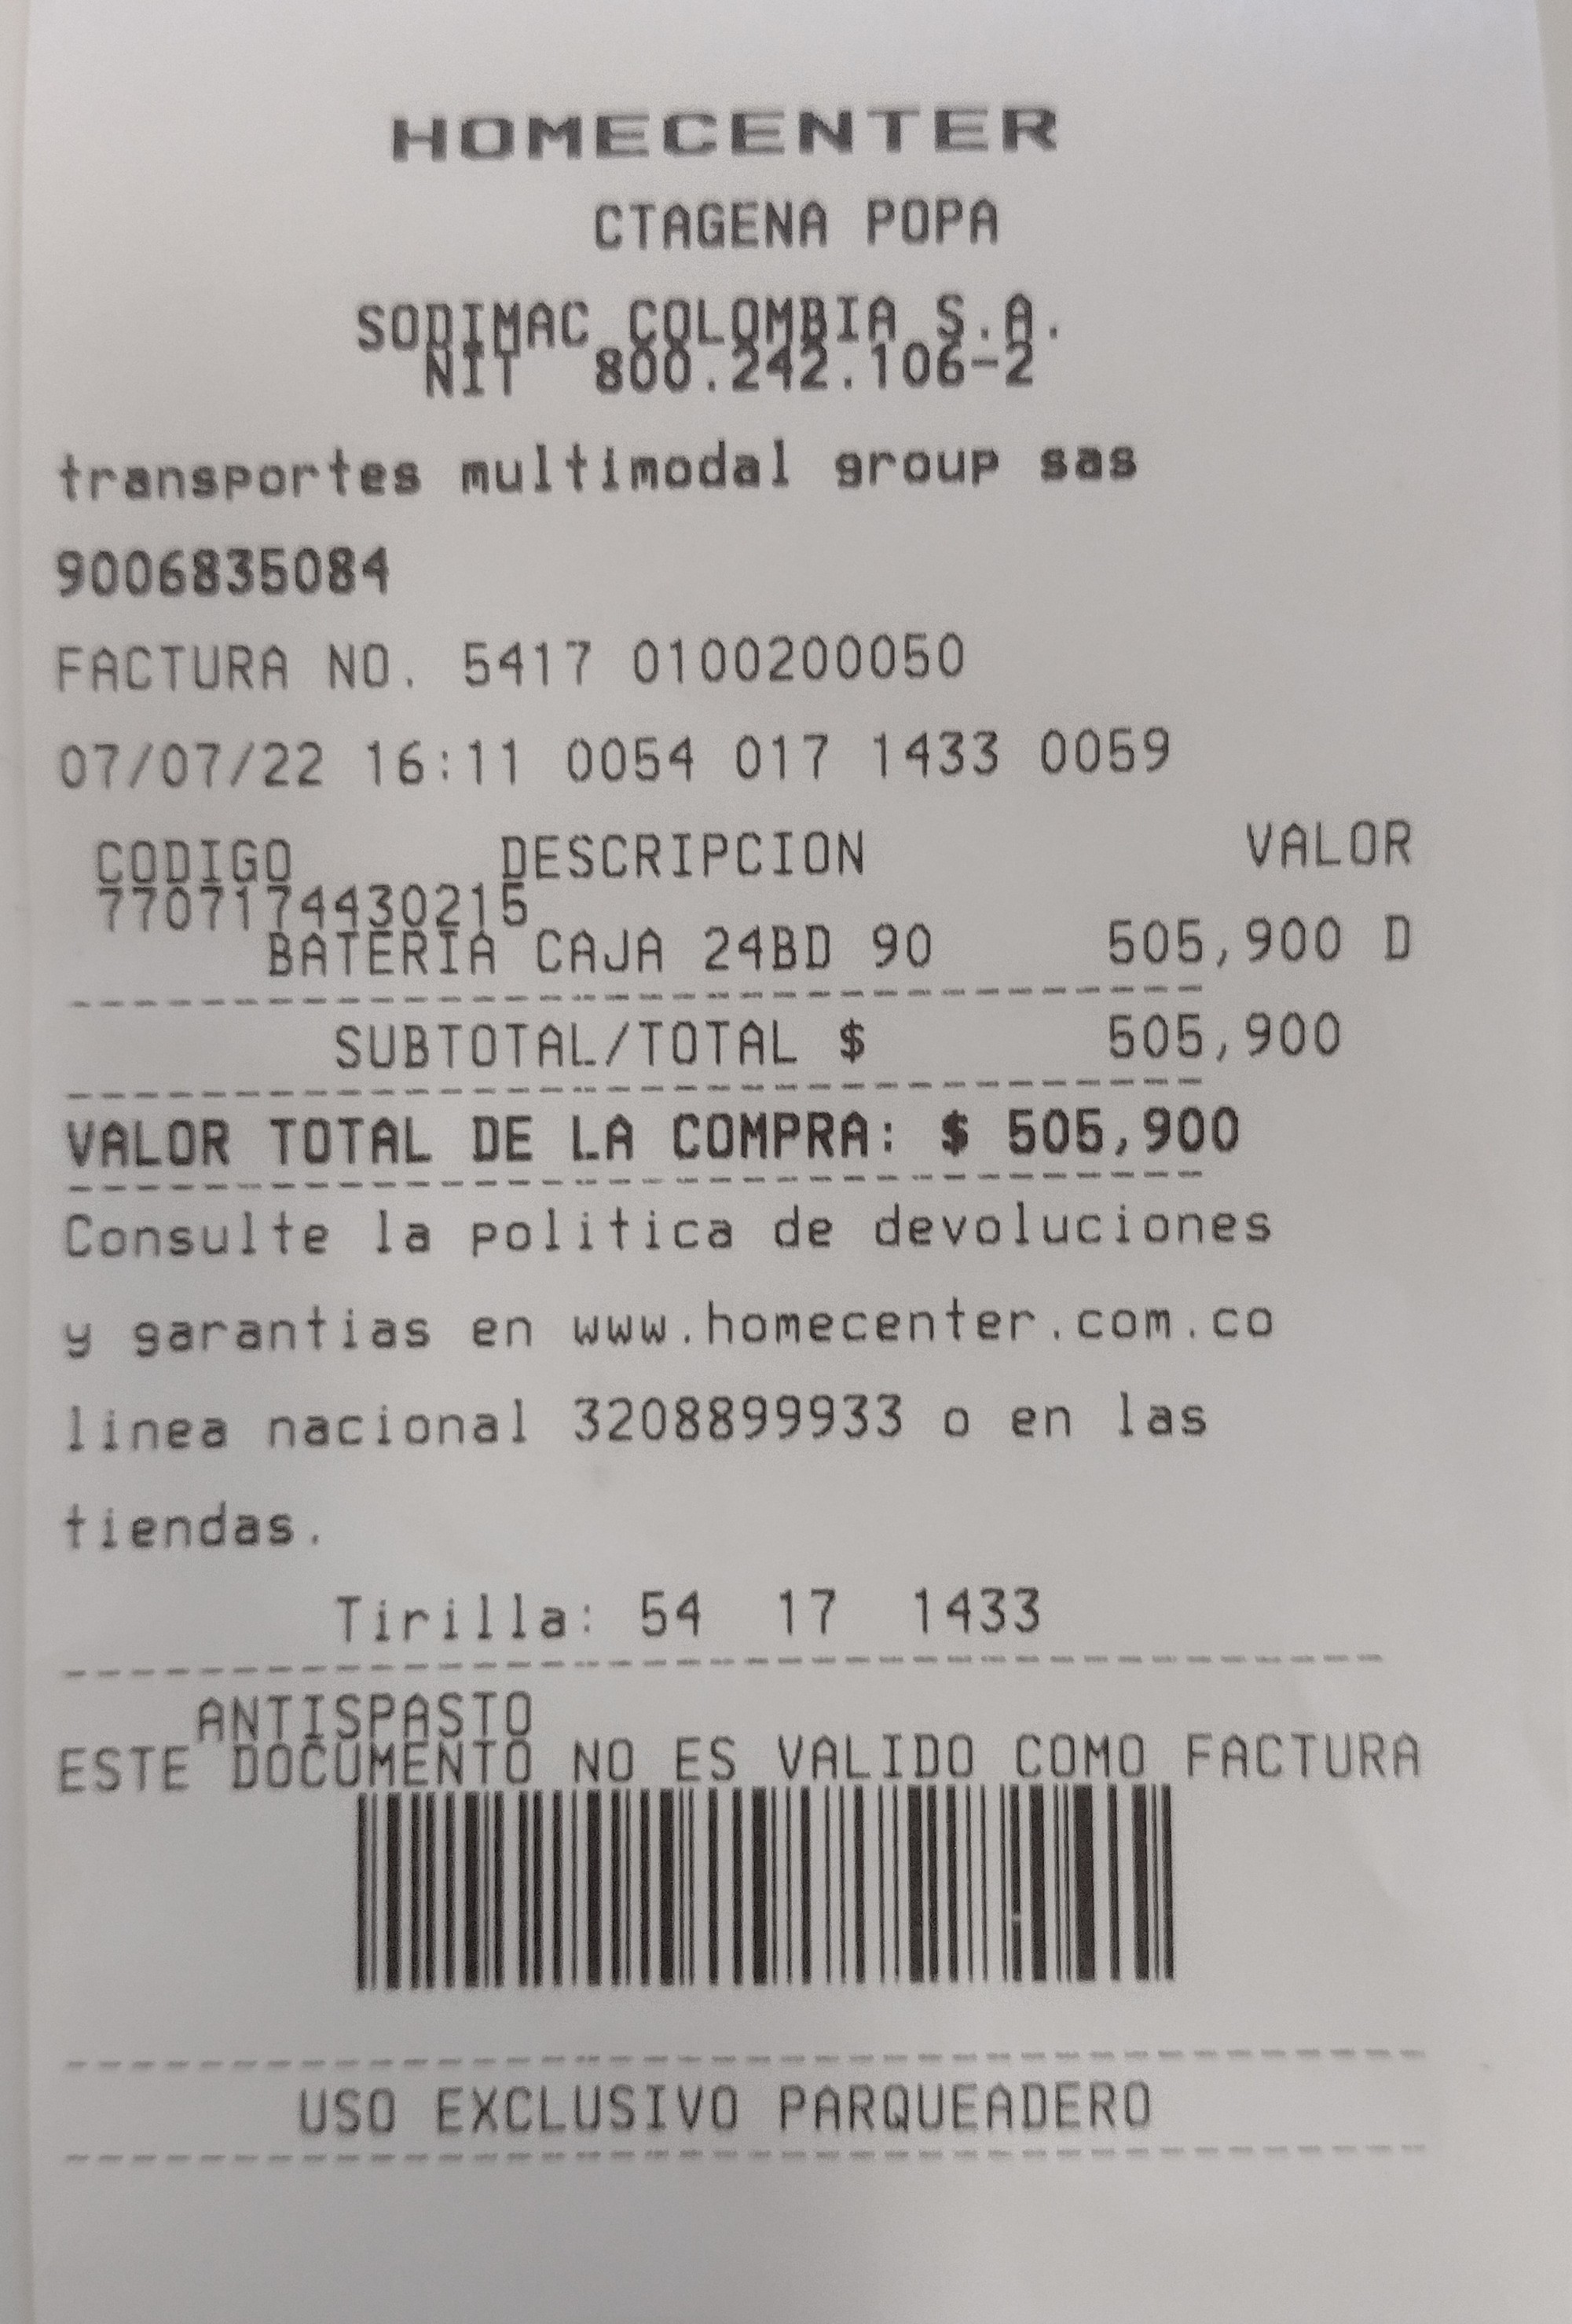 HOMECENTER
CTAGENA POPA
SODIMAC COLOMBIA S.A.
NIT 800.242.106-2
transportes multimodal group sas
9006835084
FACTURA NO. 5417 0100200050
07/07/22 16:11 0054 017 1433 0059
CODIGO DESCRIPCION VALOR
7707174430215
BATERIA CAJA 24BD 90 505,900 D
SUBTOTAL/TOTAL $ 505,900
VALOR TOTAL DE LA COMPRA: $ 505,900
Consulte la politica de devoluciones
y garantias en www.homecenter.com.co
linea nacional 3208899933 o en las
tiendas.
Tirilla: 54 17 1433
ANTISPASTO
ESTE DOCUMENTO NO ES VALIDO COMO FACTURA
USO EXCLUSIVO PARQUEADERO